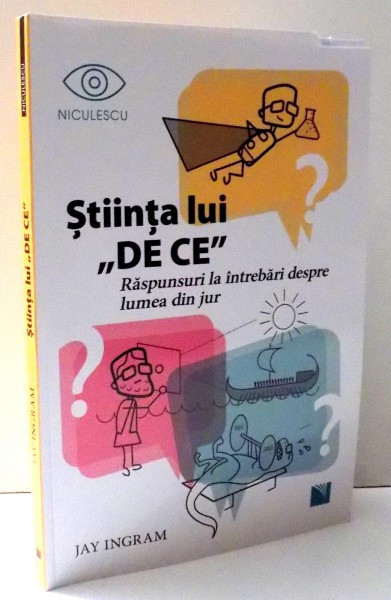 NICULESCU
Știința lui
„DE CE”
Răspunsuri la întrebări despre
lumea din jur
JAY INGRAM
NICULESCU
Știința lui „DE CE”
JAY INGRAM